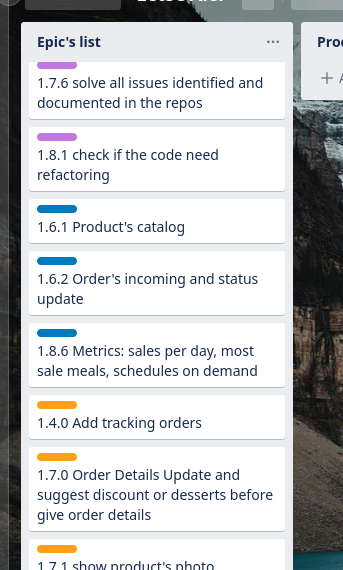 Epic's list
Pro
1.7.6 solve all issues identified and
documented in the repos
1.8.1 check if the code need
refactoring
1.6.1 Product's catalog
1.6.2 Order's incoming and status
update
1.8.6 Metrics: sales per day, most
sale meals, schedules on demand
1.4.0 Add tracking orders
1.7.0 Order Details Update and
suggest discount or desserts before
give order details
1.7.1 show product's photo